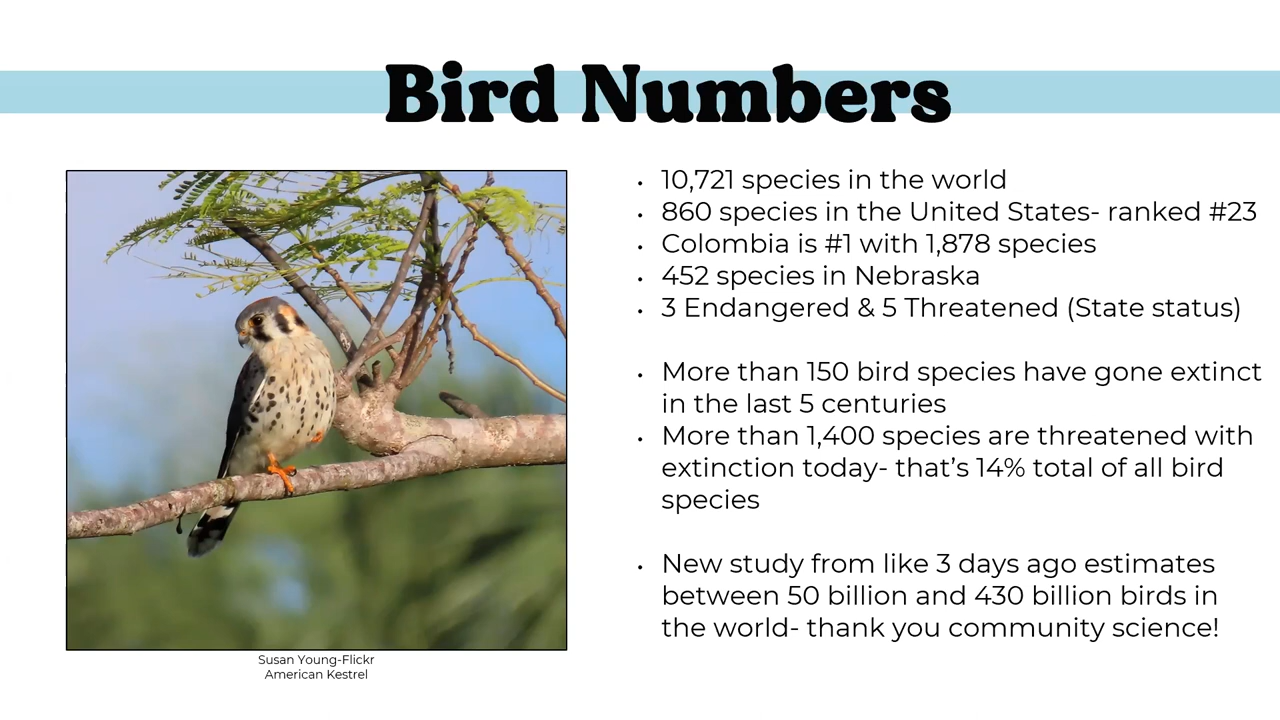 Bird Numbers
• 10,721 species in the world
• 860 species in the United States- ranked #23
• Colombia is #1 with 1,878 species
• 452 species in Nebraska
• 3 Endangered & 5 Threatened (State status)
• More than 150 bird species have gone extinct
in the last 5 centuries
• More than 1,400 species are threatened with
extinction today- that’s 14% total of all bird
species
• New study from like 3 days ago estimates
between 50 billion and 430 billion birds in
the world- thank you community science!
Susan Young-Flickr
American Kestrel